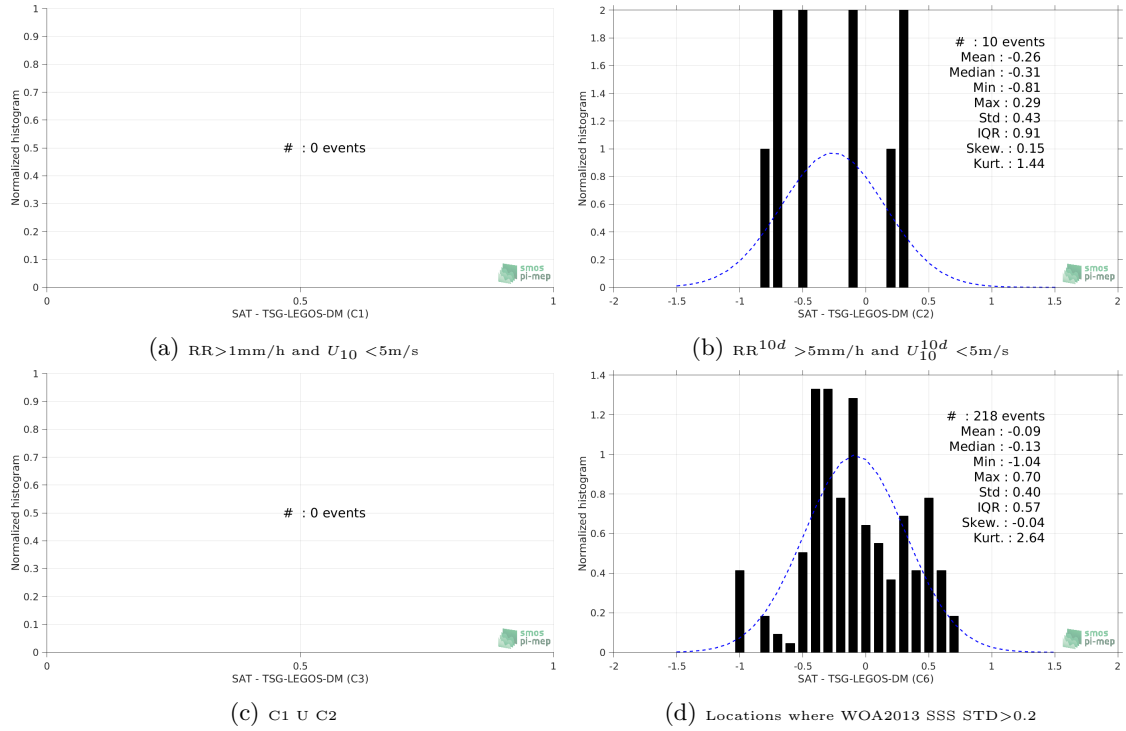 1
0.9
0.8
0.7
0.6
0.5
0.4
0.3
0.2
0.1
0
0
0.5
1
Normalized histogram
# : 0 events
smos
pi-mep
SAT - TSG-LEGOS-DM (C1)
(a) RR>1mm/h and U10 <5m/s
2
1.8
1.6
1.4
1.2
1
0.8
0.6
0.4
0.2
0
-2
-1.5
-1
-0.5
0
0.5
1
1.5
2
Normalized histogram
# : 10 events
Mean : -0.26
Median : -0.31
Min : -0.81
Max : 0.29
Std : 0.43
IQR : 0.91
Skew. : 0.15
Kurt. : 1.44
smos
pi-mep
SAT - TSG-LEGOS-DM (C2)
(b) RR^10d >5mm/h and U10^10d <5m/s
1
0.9
0.8
0.7
0.6
0.5
0.4
0.3
0.2
0.1
0
0
0.5
1
Normalized histogram
# : 0 events
smos
pi-mep
SAT - TSG-LEGOS-DM (C3)
(c) C1 U C2
1.4
1.2
1
0.8
0.6
0.4
0.2
0
-2
-1.5
-1
-0.5
0
0.5
1
1.5
2
Normalized histogram
# : 218 events
Mean : -0.09
Median : -0.13
Min : -1.04
Max : 0.70
Std : 0.40
IQR : 0.57
Skew. : -0.04
Kurt. : 2.64
smos
pi-mep
SAT - TSG-LEGOS-DM (C6)
(d) Locations where WOA2013 SSS STD>0.2